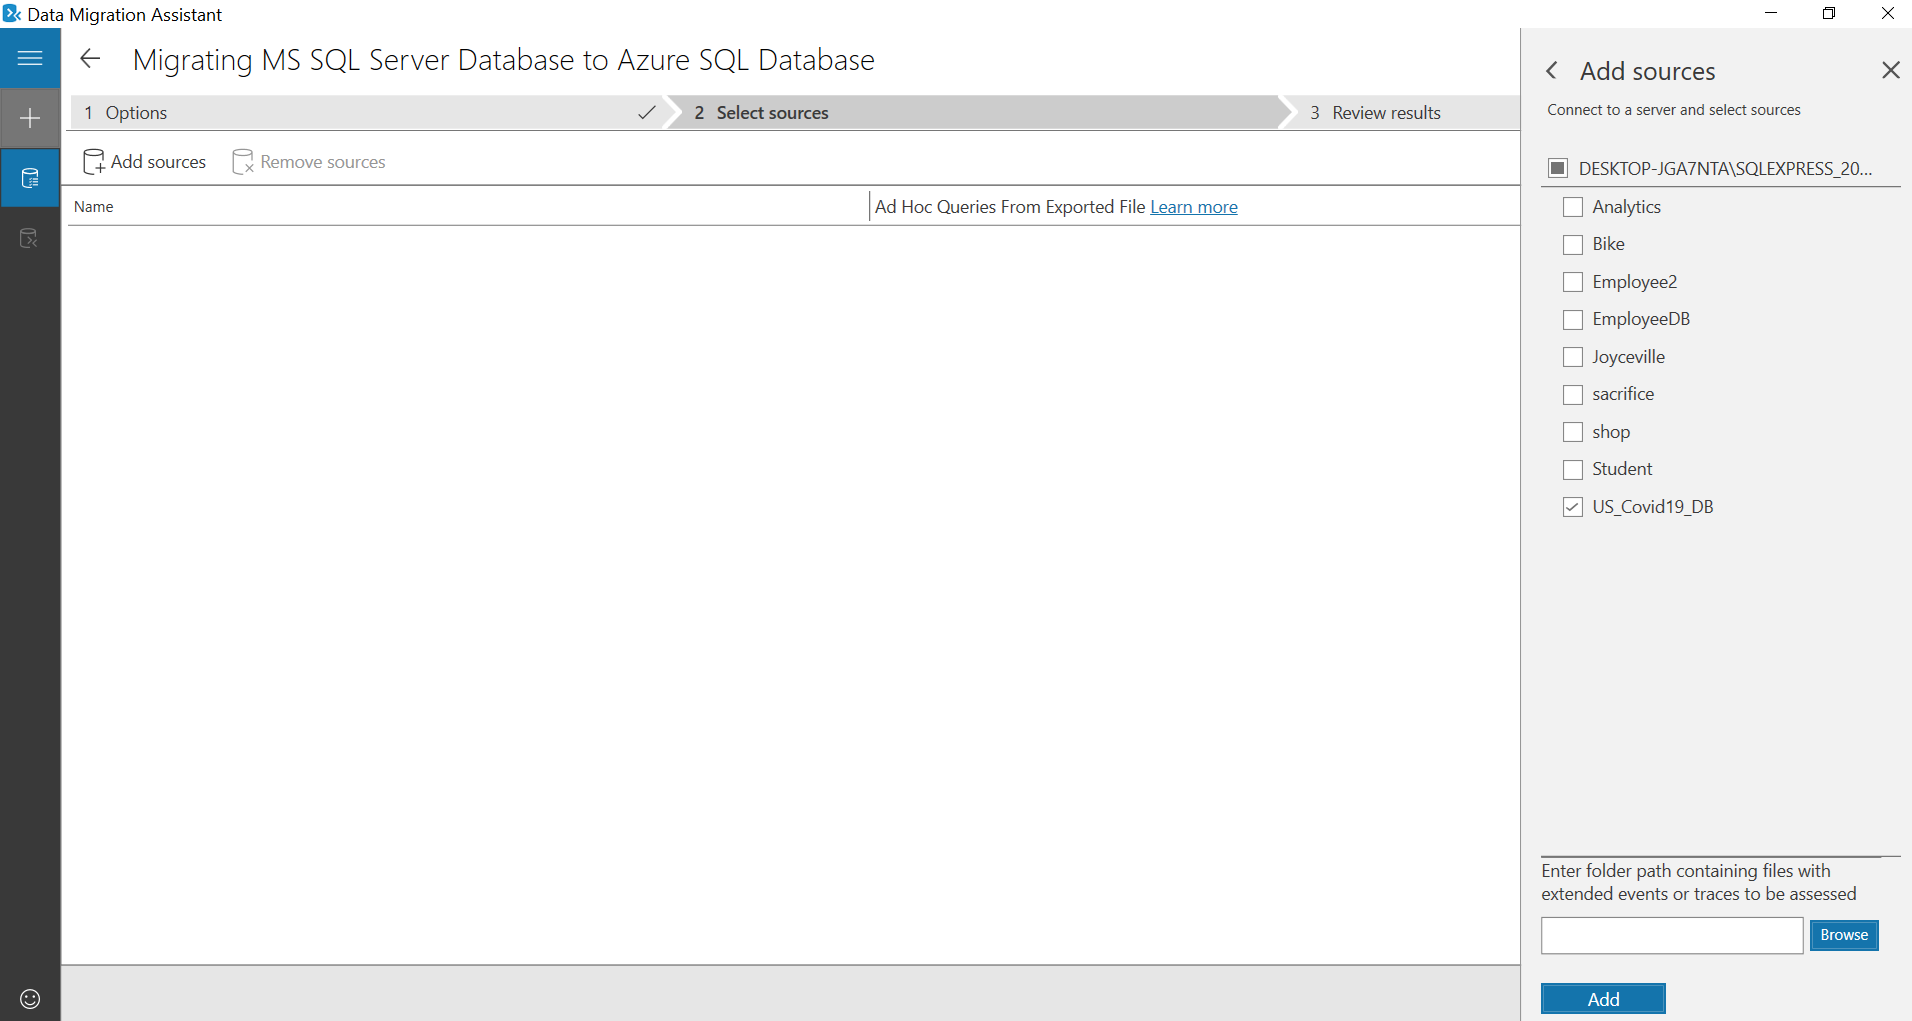 Data Migration Assistant
Migrating MS SQL Server Database to Azure SQL Database
1 Options
2 Select sources
3 Review results
Add sources
Remove sources
Name
Ad Hoc Queries From Exported File Learn more
Add sources
Connect to a server and select sources
DESKTOP-JGA7NTA\SQLEXPRESS_20...
Analytics
Bike
Employee2
EmployeeDB
Joyceville
sacrifice
shop
Student
US_Covid19_DB
Enter folder path containing files with
extended events or traces to be assessed
Browse
Add